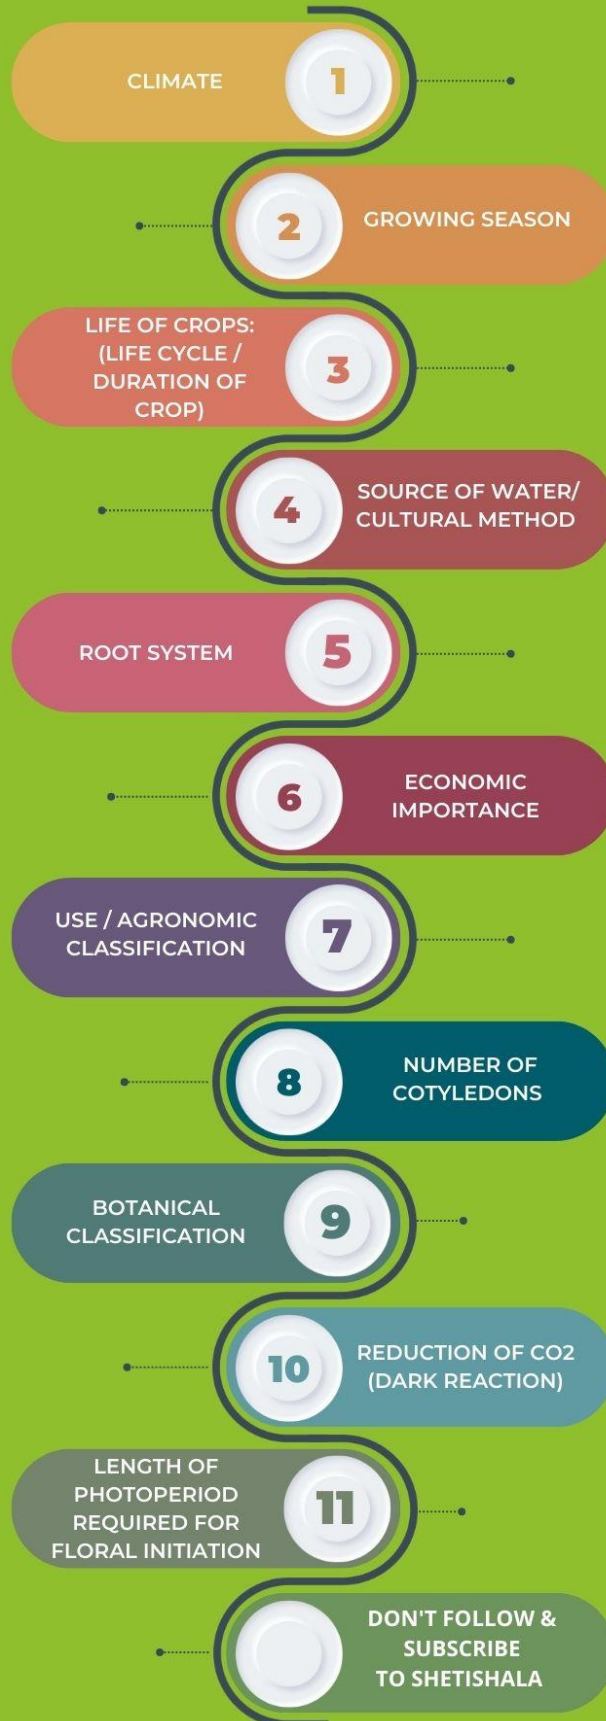 CLIMATE
1
2
GROWING SEASON
LIFE OF CROPS:
(LIFE CYCLE /
DURATION OF
CROP)
3
4
SOURCE OF WATER/
CULTURAL METHOD
ROOT SYSTEM
5
6
ECONOMIC
IMPORTANCE
USE / AGRONOMIC
CLASSIFICATION
7
8
NUMBER OF
COTYLEDONS
BOTANICAL
CLASSIFICATION
9
10
REDUCTION OF CO2
(DARK REACTION)
LENGTH OF
PHOTOPERIOD
REQUIRED FOR
FLORAL INITIATION
11
DON'T FOLLOW &
SUBSCRIBE
TO SHETISHALA